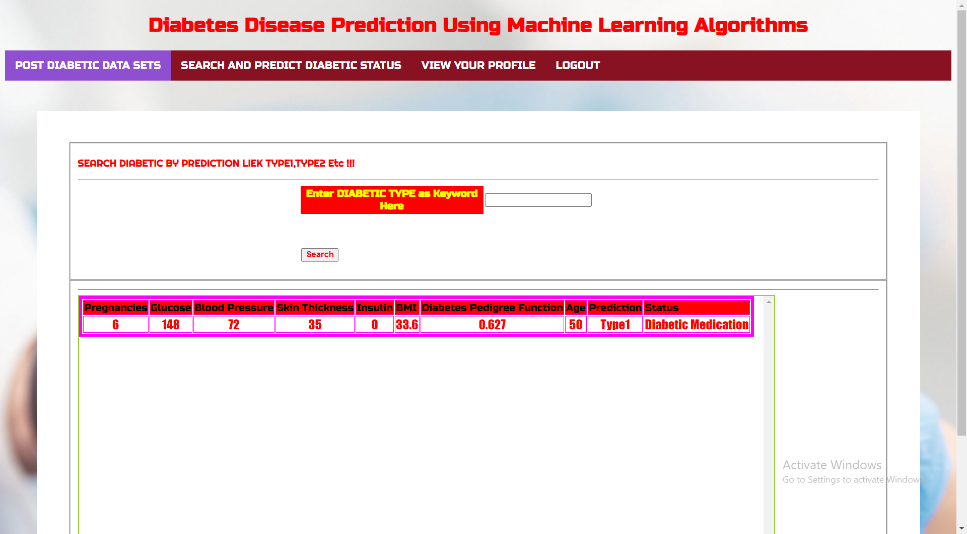 Diabetes Disease Prediction Using Machine Learning Algorithms
POST DIABETIC DATA SETS SEARCH AND PREDICT DIABETIC STATUS VIEW YOUR PROFILE LOGOUT
SEARCH DIABETIC BY PREDICTION LIEK TYPE1,TYPE2 Etc !!!
Enter DIABETIC TYPE as Keyword
Here
Search
Pregnancies Glucose Blood Pressure Skin Thickness Insulin BMI Diabetes Pedigree Function Age Prediction Status
6 148 72 35 0 33.6 0.627 50 Type1 Diabetic Medication
Activate Windows
Go to Settings to activate Window